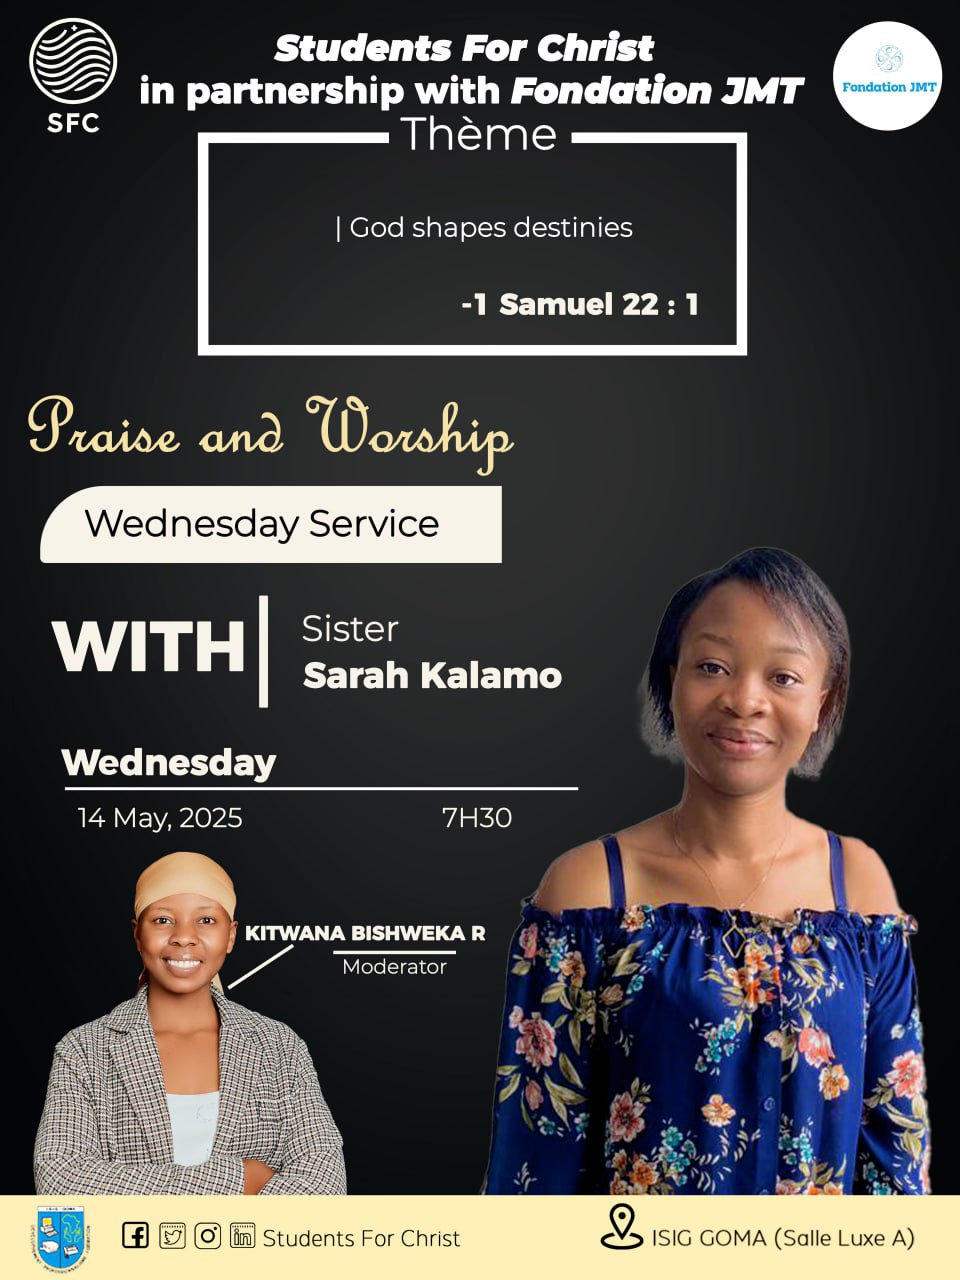 Students For Christ
in partnership with Fondation JMT
SFC
Fondation JMT
Thème
| God shapes destinies
-1 Samuel 22 : 1
Praise and Worship
Wednesday Service
WITH
Sister
Sarah Kalamo
Wednesday
14 May, 2025
7H30
KITWANA BISHWEKA R
Moderator
Students For Christ
ISIG GOMA (Salle Luxe A)